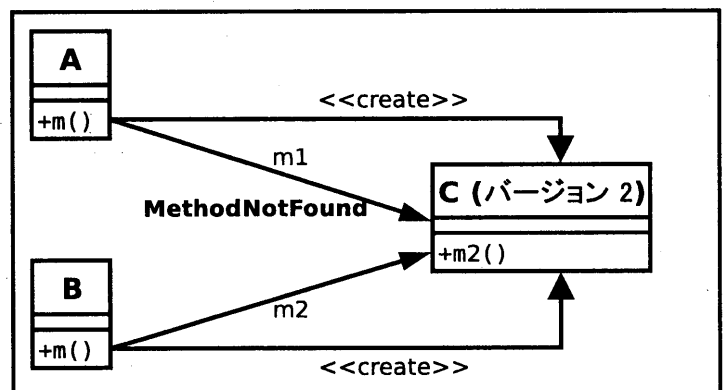 A
+m()
<<create>>
m1
MethodNotFound
C (バージョン 2)
+m2()
B
+m()
m2
<<create>>